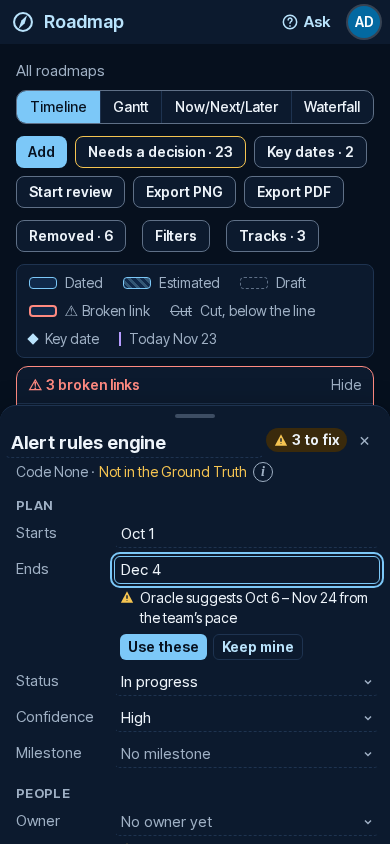 Roadmap
Ask
AD
All roadmaps
Timeline
Gantt
Now/Next/Later
Waterfall
Add
Needs a decision · 23
Key dates · 2
Start review
Export PNG
Export PDF
Removed · 6
Filters
Tracks · 3
Dated
Estimated
Draft
⚠ Broken link
Cut
Cut, below the line
Key date
Today Nov 23
⚠ 3 broken links
Hide
Alert rules engine
3 to fix
×
Code None · Not in the Ground Truth
i
PLAN
Starts
Oct 1
Ends
Dec 4
Oracle suggests Oct 6 – Nov 24 from
the team’s pace
Use these
Keep mine
Status
In progress
Confidence
High
Milestone
No milestone
PEOPLE
Owner
No owner yet